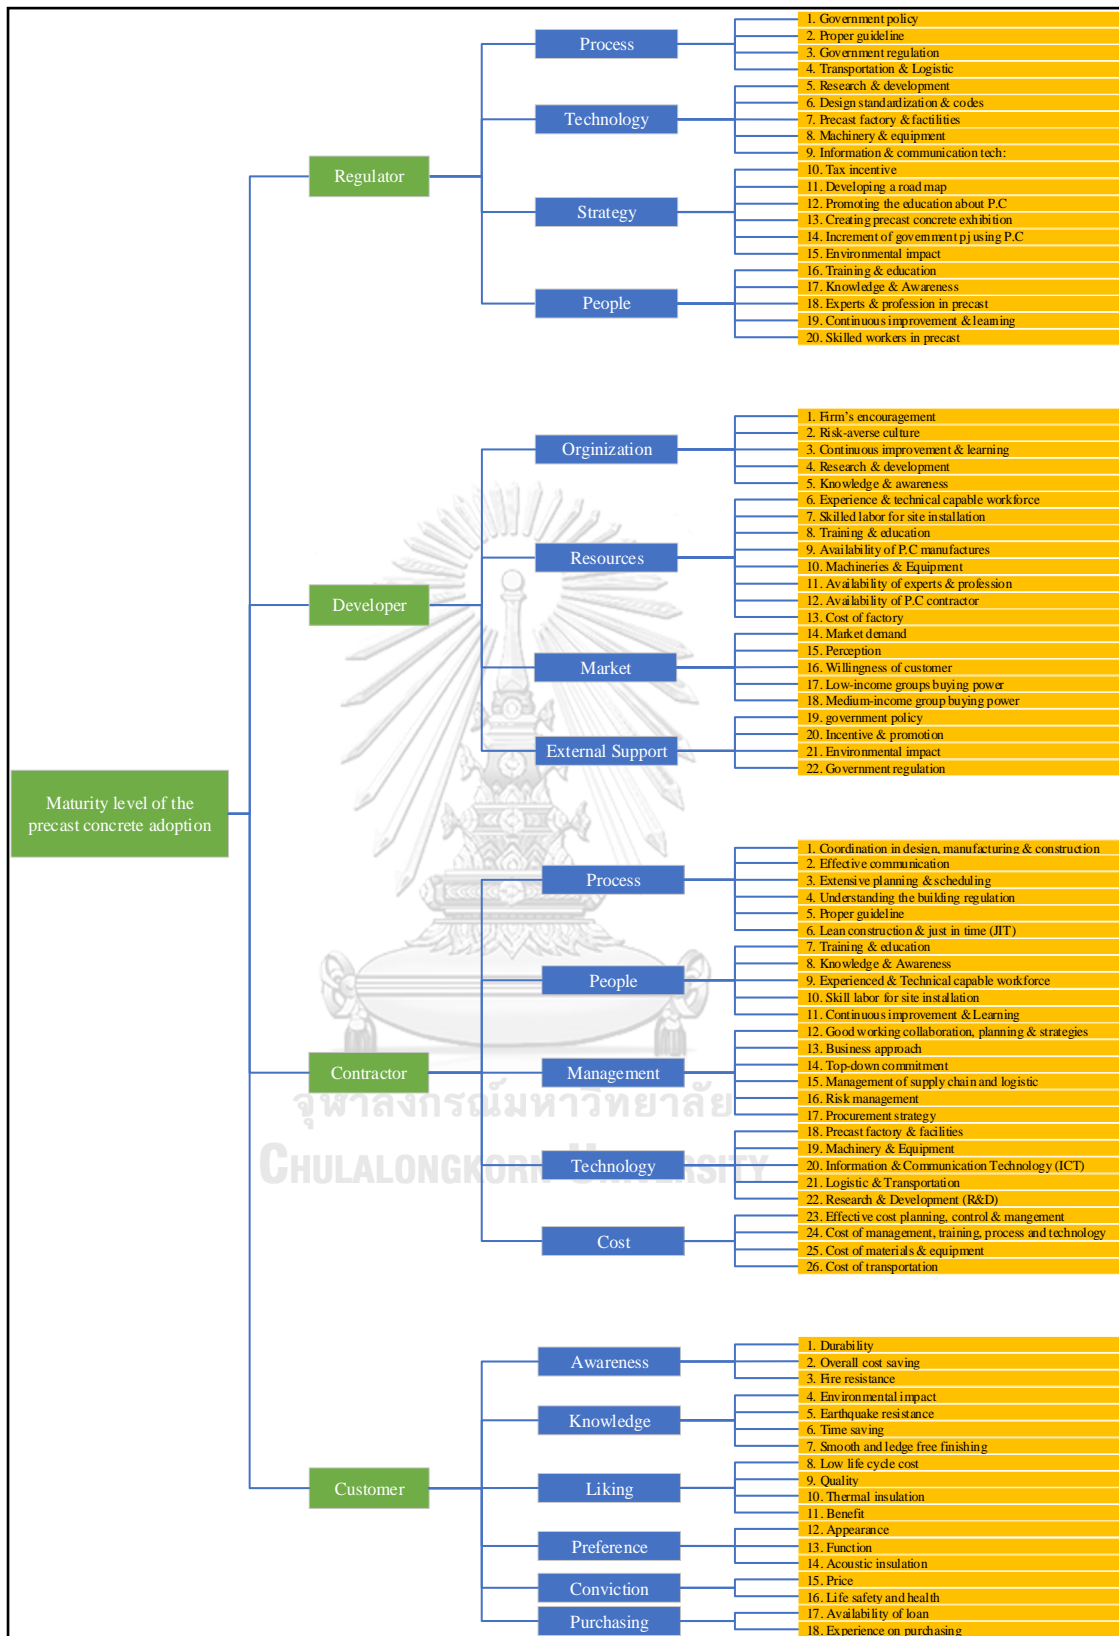 Maturity level of the
precast concrete adoption
Regulator
Process
1. Government policy
2. Proper guideline
3. Government regulation
4. Transportation & Logistic
Technology
5. Research & development
6. Design standardization & codes
7. Precast factory & factilities
8. Machinery & equipment
9. Information & communication tech:
Strategy
10. Tax incentive
11. Developing a road map
12. Promoting the education about P.C
13. Creating precast concrete exhibition
14. Increment of government pj using P.C
15. Environmental impact
People
16. Training & education
17. Knowledge & Awareness
18. Experts & profession in precast
19. Continuous improvement & learning
20. Skilled workers in precast
Developer
Orginization
1. Firm's encouragement
2. Risk-averse culture
3. Continuous improvement & learning
4. Research & development
5. Knowledge & awareness
Resources
6. Experience & technical capable workforce
7. Skilled labor for site installation
8. Training & education
9. Availability of P.C manufactures
10. Machineries & Equipment
11. Availability of experts & profession
12. Availability of P.C contractor
13. Cost of factory
Market
14. Market demand
15. Perception
16. Willingness of customer
17. Low-income groups buying power
18. Medium-income group buying power
External Support
19. government policy
20. Incentive & promotion
21. Environmental impact
22. Government regulation
Contractor
Process
1. Coordination in design, manufacturing & construction
2. Effective communication
3. Extensive planning & scheduling
4. Understanding the building regulation
5. Proper guideline
6. Lean construction & just in time (JIT)
People
7. Training & education
8. Knowledge & Awareness
9. Experienced & Technical capable workforce
10. Skill labor for site installation
11. Continuous improvement & Learning
Management
12. Good working collaboration, planning & strategies
13. Business approach
14. Top-down commitment
15. Management of supply chain and logistic
16. Risk management
17. Procurement strategy
Technology
18. Precast factory & facilities
19. Machinery & Equipment
20. Information & Communication Technology (ICT)
21. Logistic & Transportation
22. Research & Development (R&D)
Cost
23. Effective cost planning, control & mangement
24. Cost of management, training, process and technology
25. Cost of materials & equipment
26. Cost of transportation
จุฬาลงกรณ์มหาวิทยาลัย
CHULALONGKORN UNIVERSITY
Customer
Awareness
1. Durability
2. Overall cost saving
3. Fire resistance
Knowledge
4. Environmental impact
5. Earthquake resistance
6. Time saving
7. Smooth and ledge free finishing
Liking
8. Low life cycle cost
9. Quality
10. Thermal insulation
11. Benefit
Preference
12. Appearance
13. Function
14. Acoustic insulation
Conviction
15. Price
16. Life safety and health
Purchasing
17. Availability of loan
18. Experience on purchasing